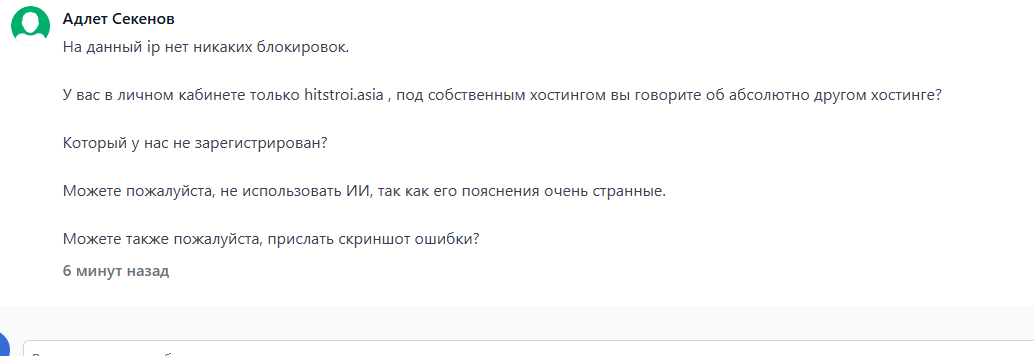 Адлет Секенов
На данный ip нет никаких блокировок.
У вас в личном кабинете только hitstroi.asia , под собственным хостингом вы говорите об абсолютно другом хостинге?
Который у нас не зарегистрирован?
Можете пожалуйста, не использовать ИИ, так как его пояснения очень странные.
Можете также пожалуйста, прислать скриншот ошибки?
6 минут назад